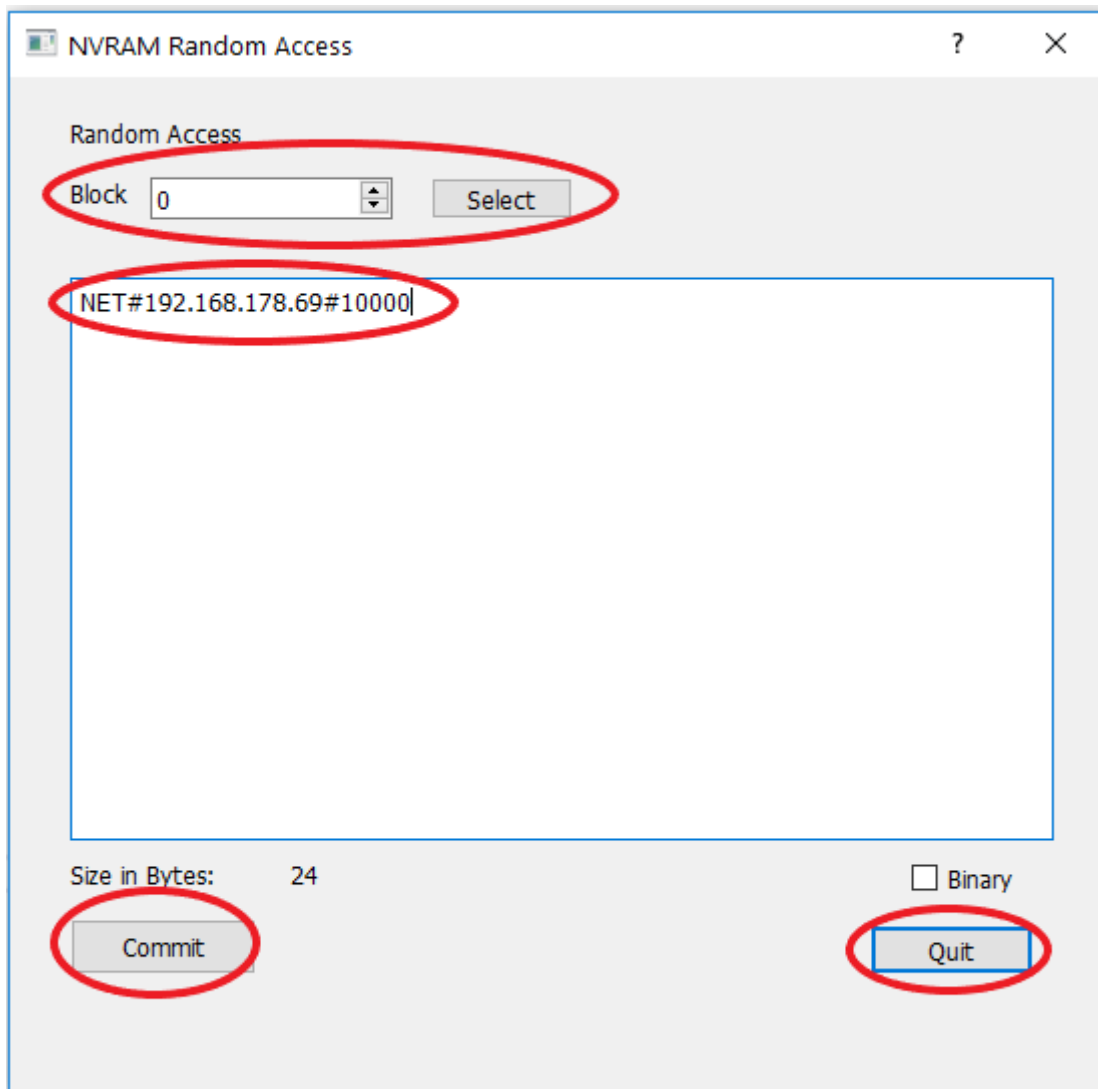 NVRAM Random Access ? ×
Random Access
Block 0 Select
NET#192.168.178.69#10000
Size in Bytes: 24 Binary
Commit Quit